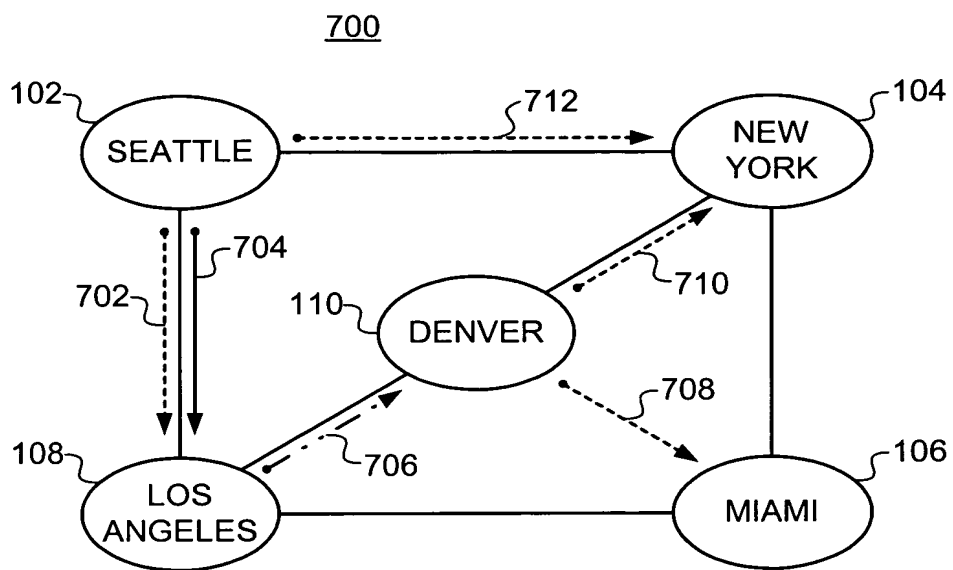 700
102
SEATTLE
712
NEW
YORK
104
702
704
110
DENVER
710
708
706
108
LOS
ANGELES
MIAMI
106